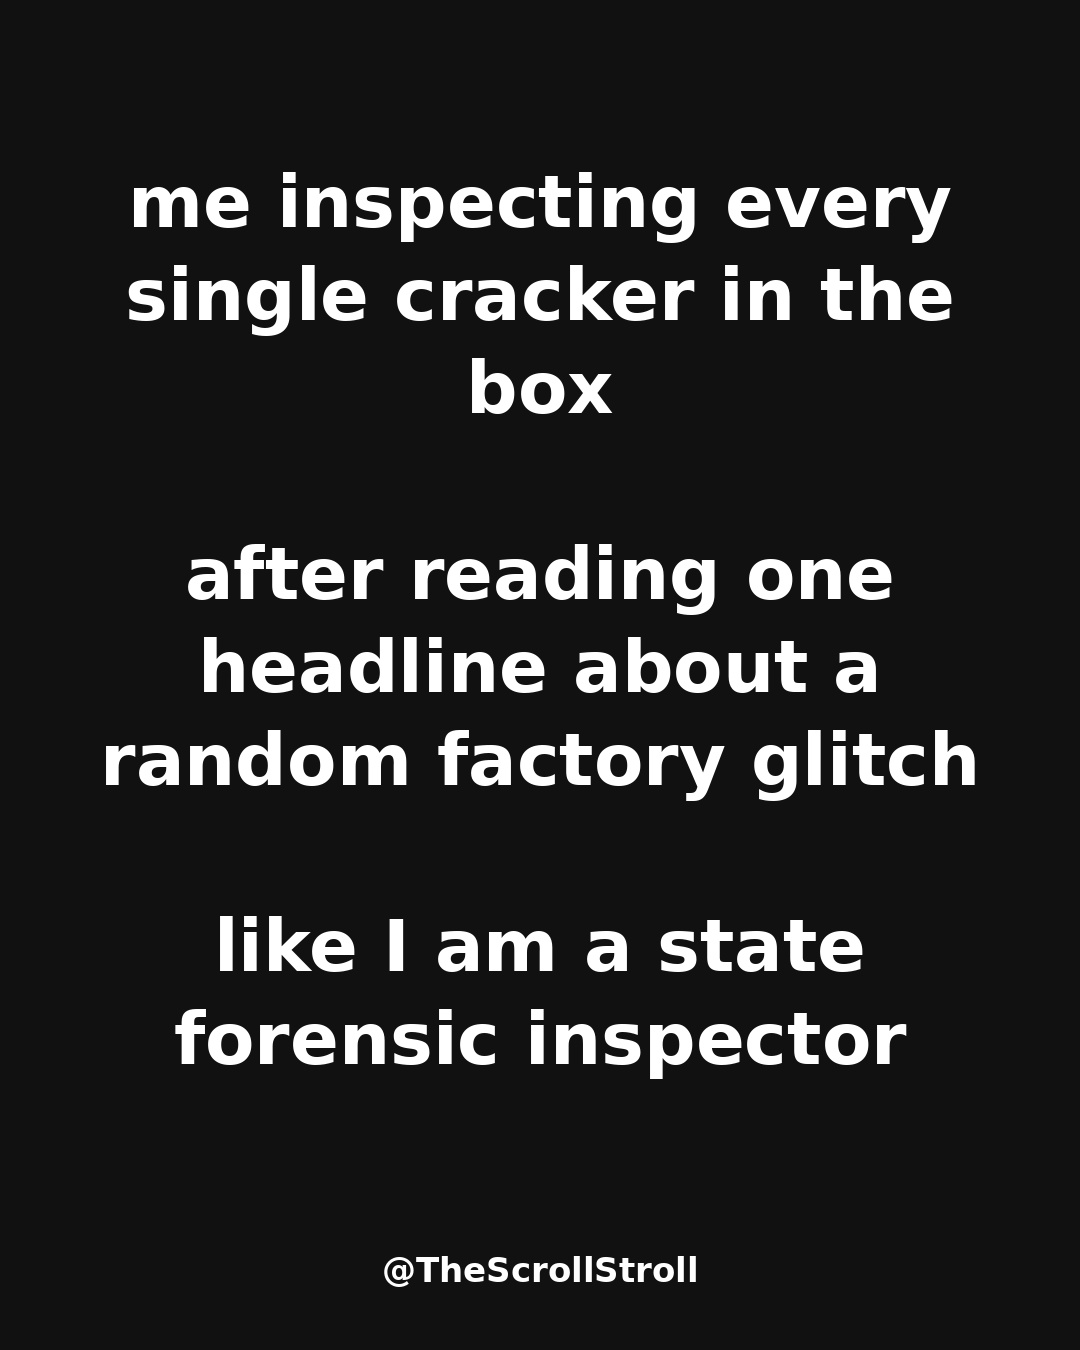 me inspecting every
single cracker in the
box
after reading one
headline about a
random factory glitch
like I am a state
forensic inspector
@TheScrollStroll